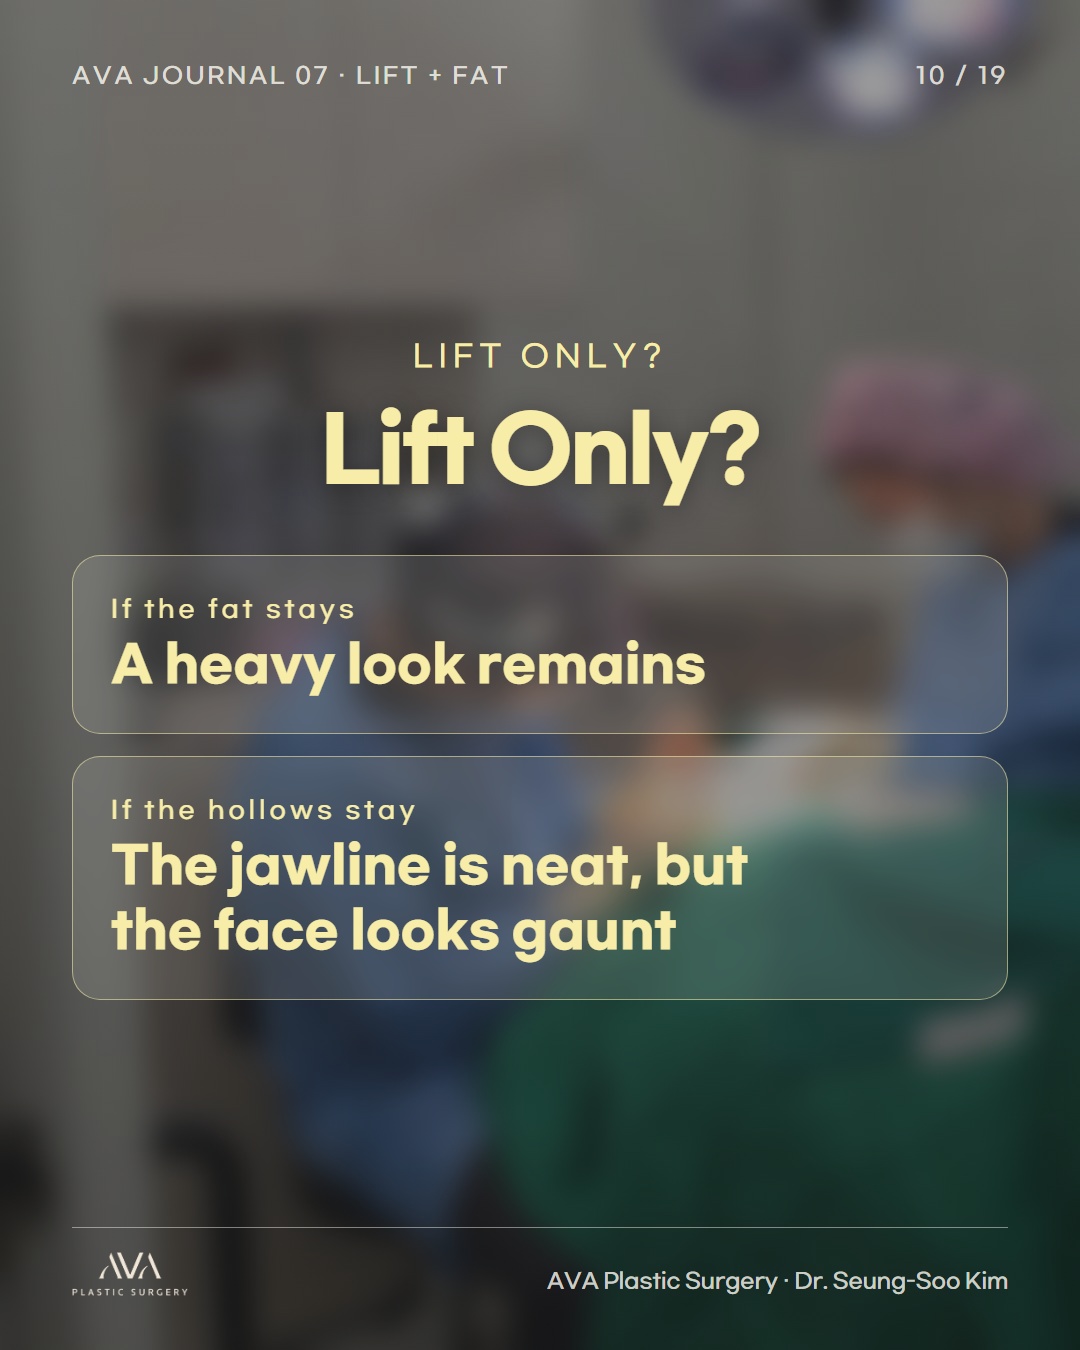 AVA JOURNAL 07 · LIFT + FAT
10 / 19
LIFT ONLY?
Lift Only?
If the fat stays
A heavy look remains
If the hollows stay
The jawline is neat, but
the face looks gaunt
AVA
PLASTIC SURGERY
AVA Plastic Surgery · Dr. Seung-Soo Kim